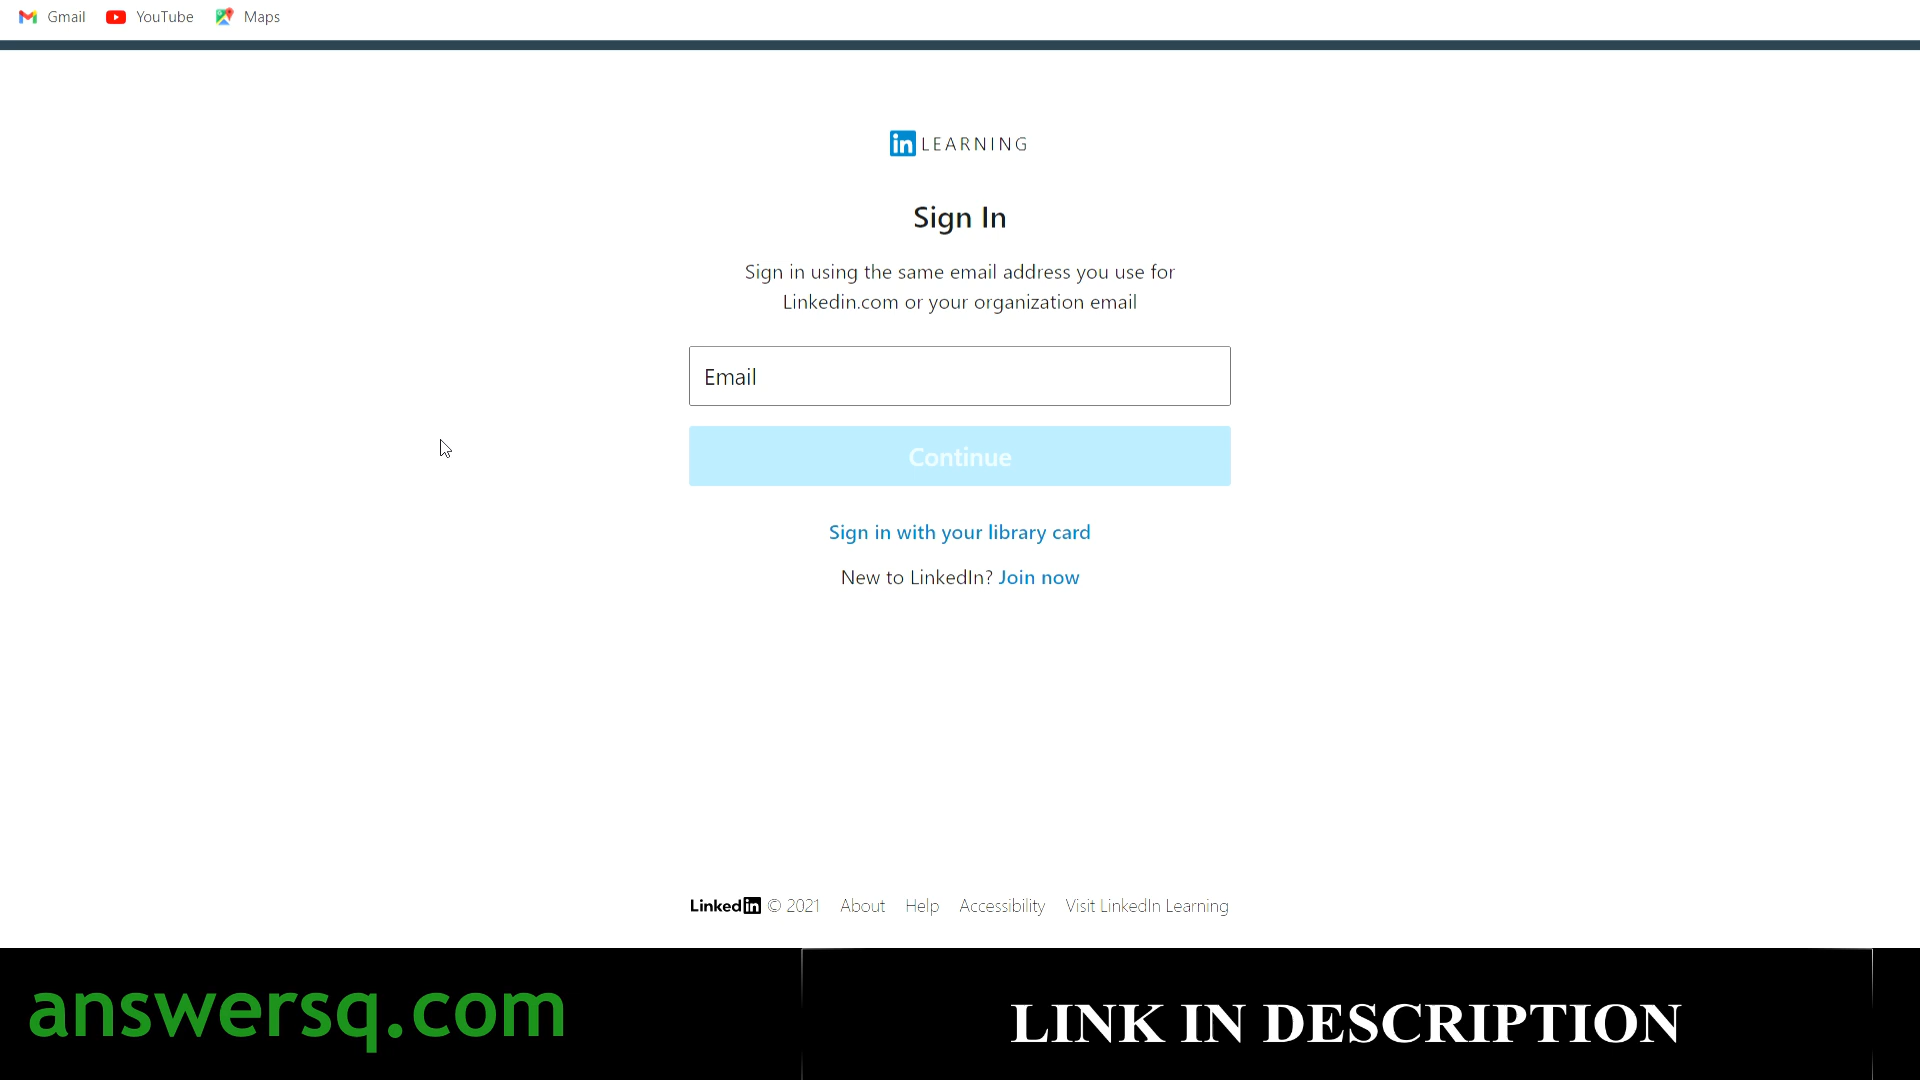 Gmail YouTube Maps
in LEARNING
Sign In
Sign in using the same email address you use for
Linkedin.com or your organization email
Email
Continue
Sign in with your library card
New to LinkedIn? Join now
Linked in © 2021 About Help Accessibility Visit LinkedIn Learning
answersq.com
LINK IN DESCRIPTION